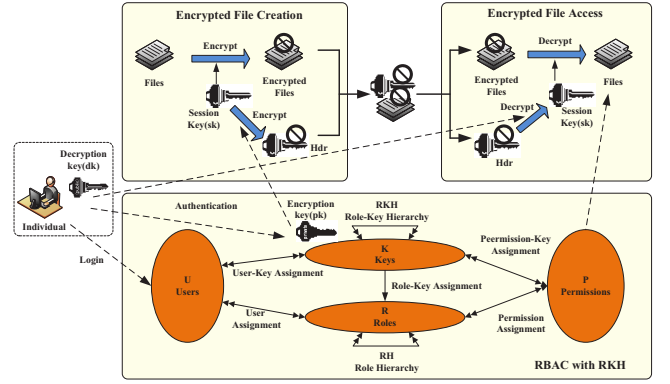 Encrypted File Creation
Encrypted File Access
Encrypt
Files
Encrypted
Files
Session
Key(sk)
Encrypt
Hdr
Decrypt
Encrypted
Files
Files
Decrypt
Session
Key(sk)
Hdr
Decryption
key(dk)
Individual
Authentication
Login
Encryption
key(pk)
RKH
Role-Key Hierarchy
K
Keys
U
Users
User-Key Assignment
Role-Key Assignment
Peermission-Key
Assignment
P
Permissions
User
Assignment
R
Roles
Permission
Assignment
RH
Role Hierarchy
RBAC with RKH